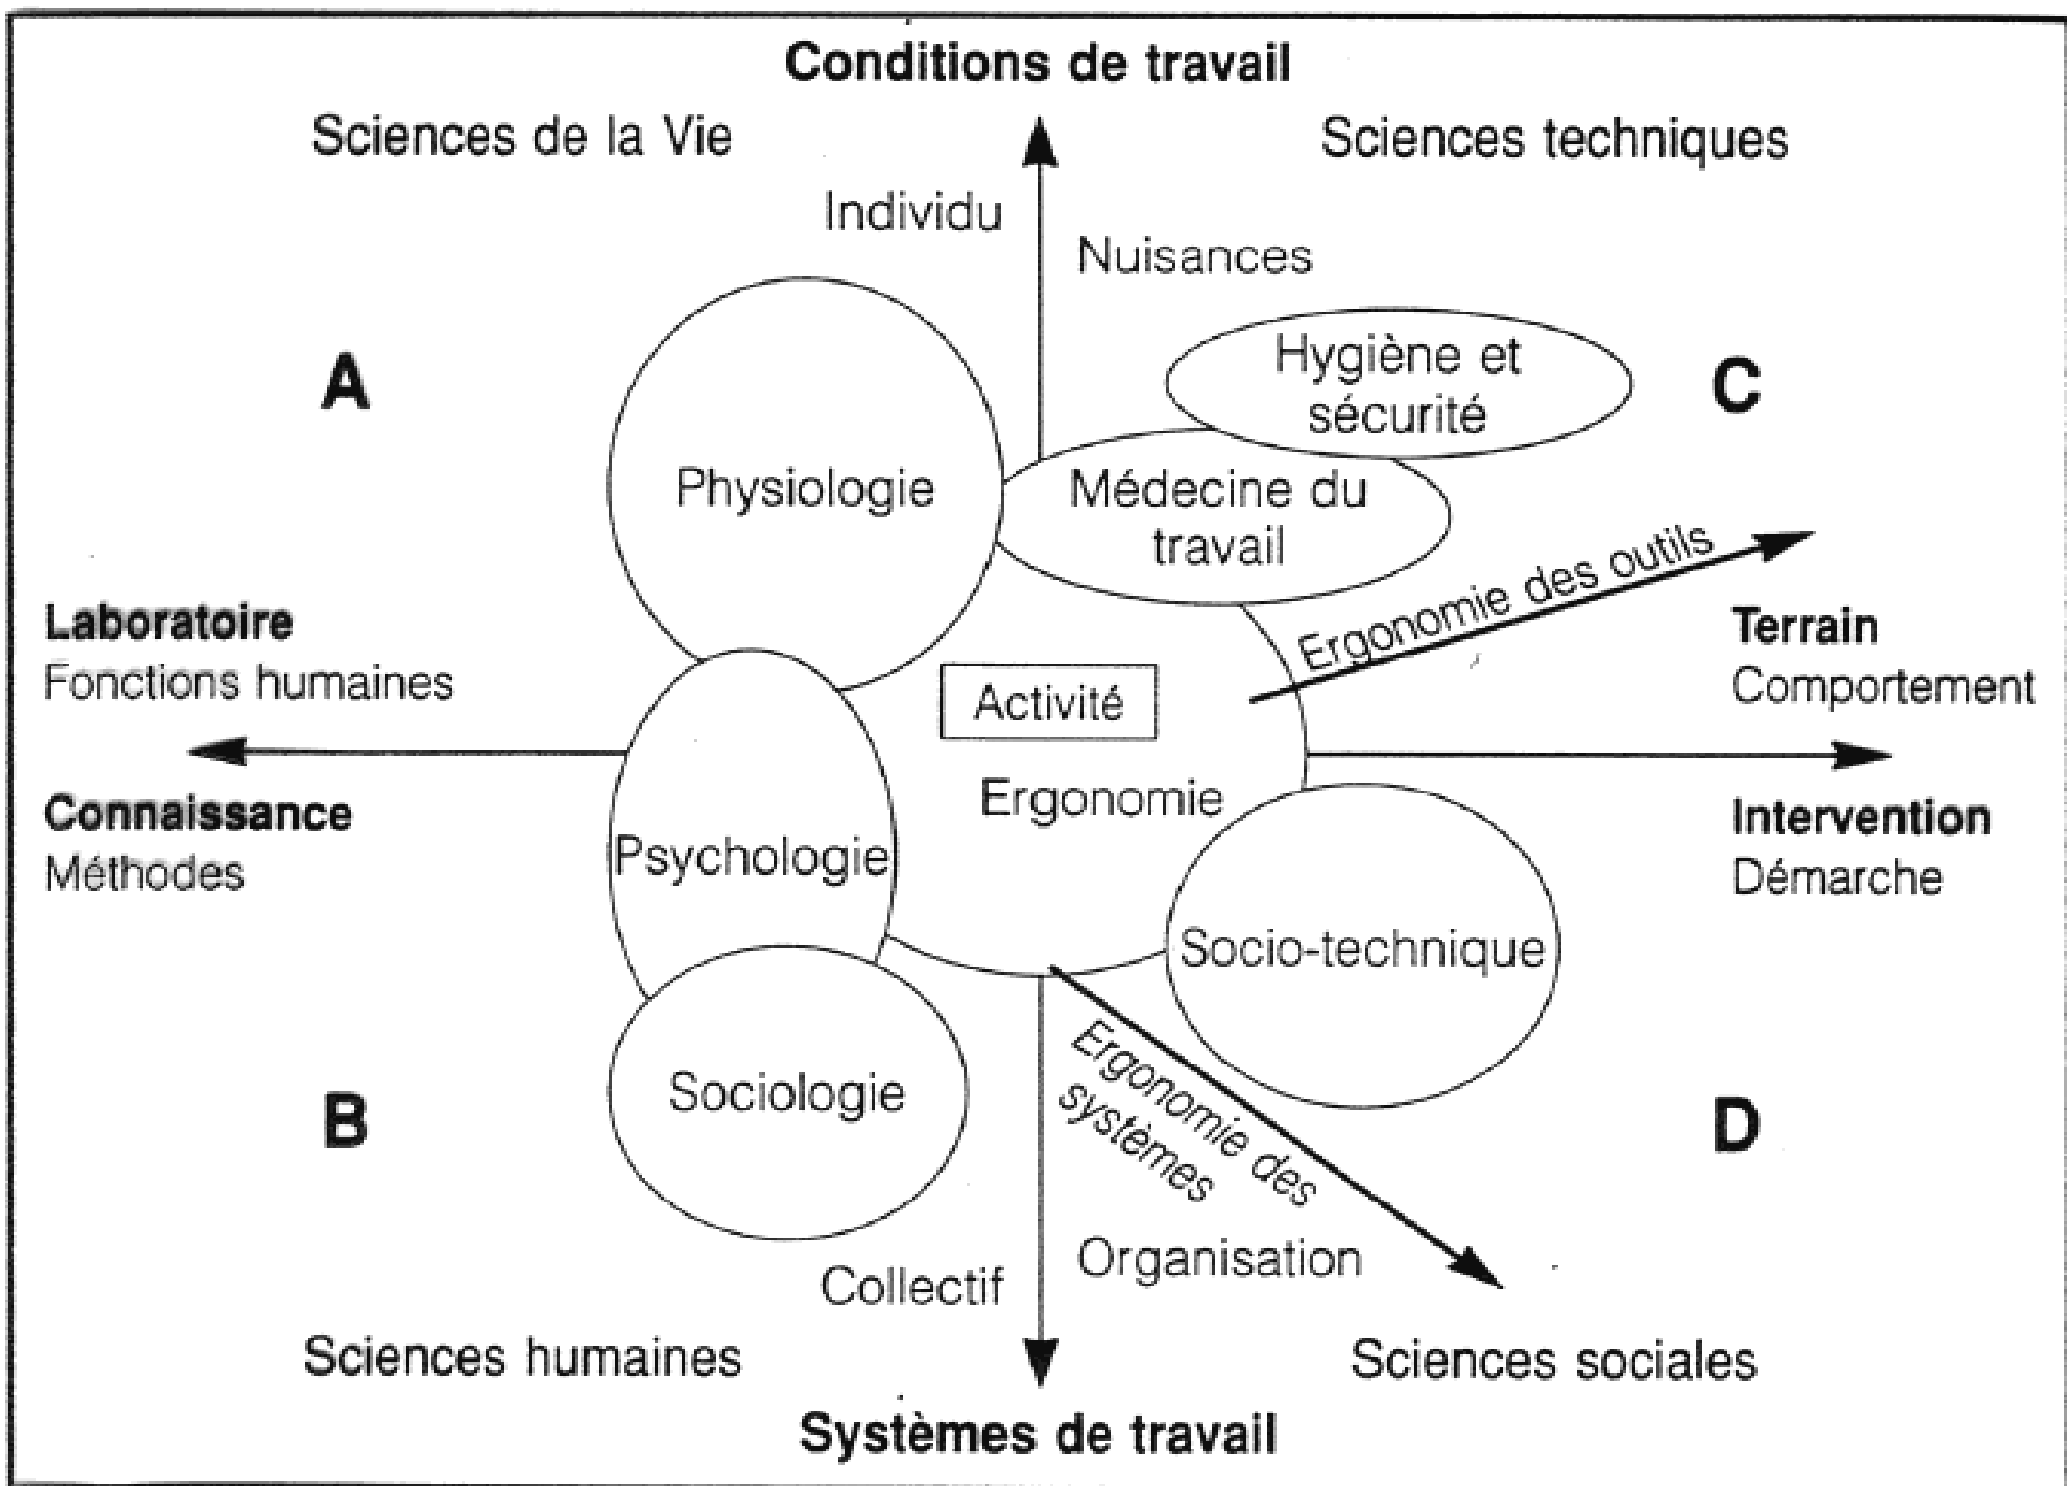 Conditions de travail
Sciences de la Vie
Sciences techniques
Individu
Nuisances
Hygiène et
sécurité
A
C
Physiologie
Médecine du
travail
Ergonomie des outils
Laboratoire
Fonctions humaines
Terrain
Comportement
Activité
Ergonomie
Connaissance
Méthodes
Intervention
Démarche
Psychologie
Socio-technique
Sociologie
Ergonomie des
systèmes
B
D
Collectif
Organisation
Sciences humaines
Sciences sociales
Systèmes de travail